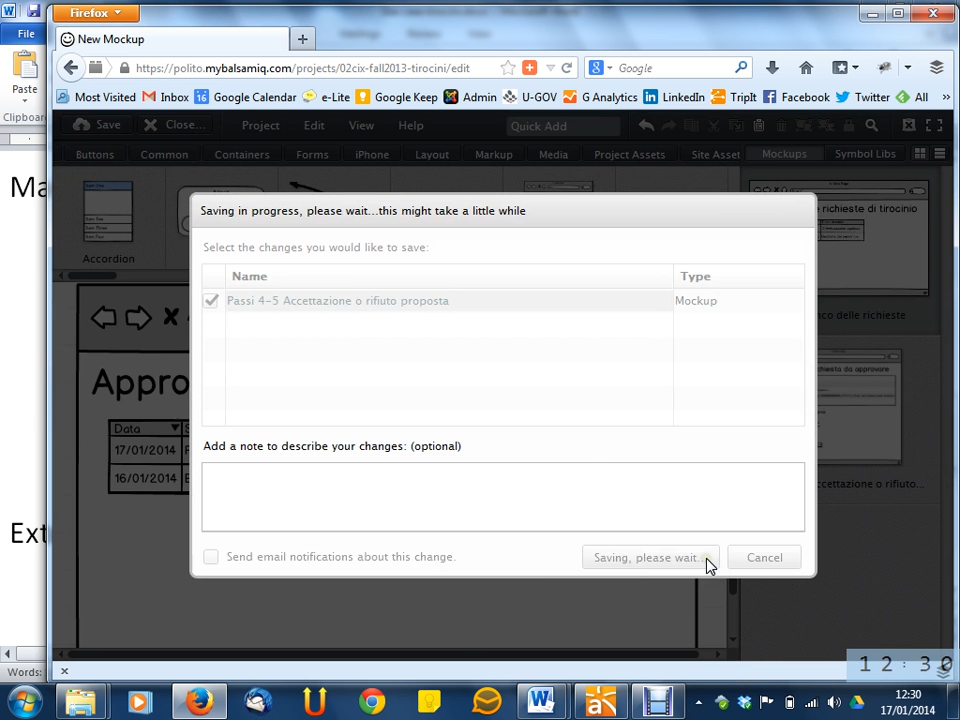 Firefox
File
New Mockup
https://polito.mybalsamiq.com/projects/02cix-fall2013-tirocini/edit
Google
Paste
Most Visited Inbox 16 Google Calendar e-Lite Google Keep Admin U-GOV G Analytics LinkedIn TripIt Facebook Twitter All »
Clipboard
Save Close... Project Edit View Help Quick Add
Buttons Common Containers Forms iPhone Layout Markup Media Project Assets Site Asset Mockups Symbol Libs
Ma
Saving in progress, please wait...this might take a little while
richieste di tirocinio
Select the changes you would like to save:
Accordion
Name Type
Passi 4-5 Accettazione o rifiuto proposta Mockup
nco delle richieste
chiesta da approvare
Appro
Data
17/01/2014
16/01/2014
Add a note to describe your changes: (optional)
ccettazione o rifiuto...
Ext
Send email notifications about this change.
Saving, please wait...
Cancel
Words:
12:30
12:30
17/01/2014